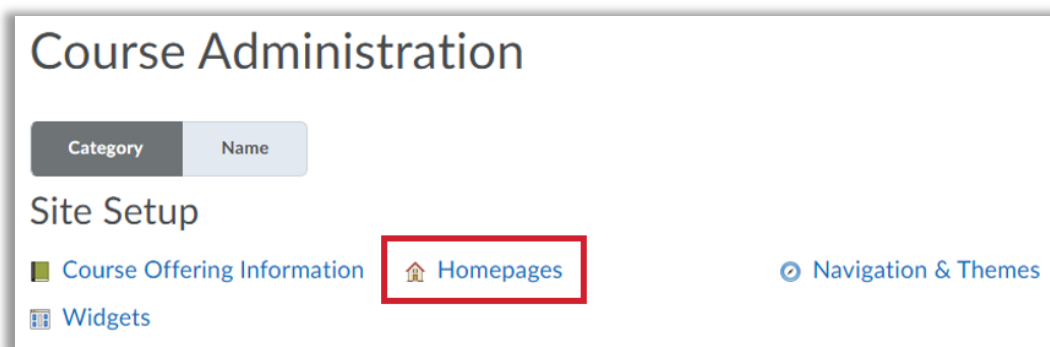 Course Administration
Category Name
Site Setup
Course Offering Information Homepages Navigation & Themes
Widgets